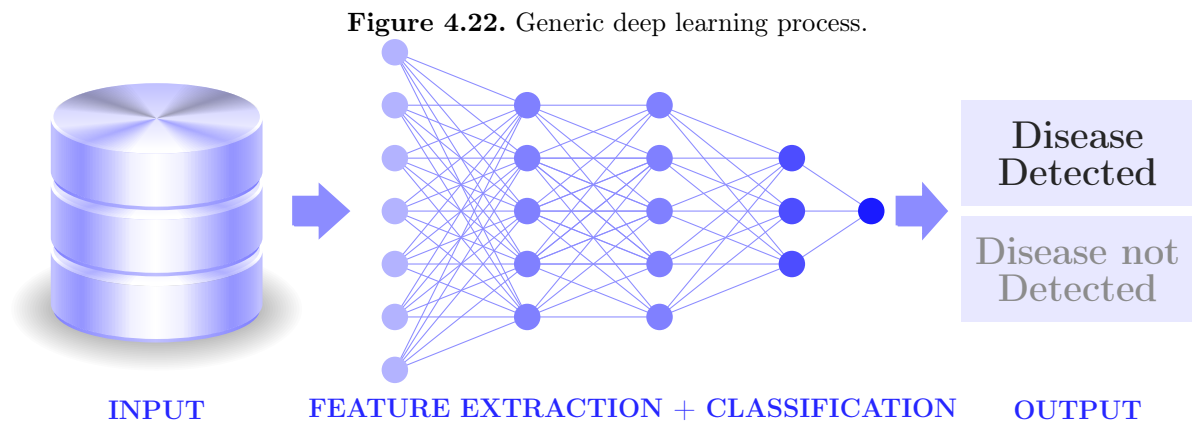 Figure 4.22. Generic deep learning process.
Disease
Detected
Disease not
Detected
INPUT
FEATURE EXTRACTION + CLASSIFICATION
OUTPUT